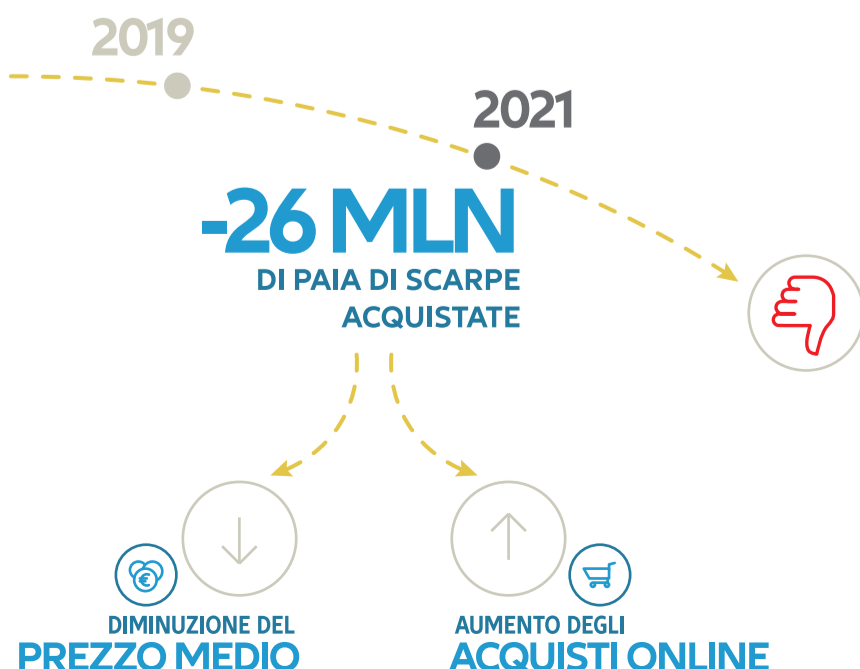 2019
2021
-26 MLN
DI PAIA DI SCARPE
ACQUISTATE
€
DIMINUZIONE DEL
PREZZO MEDIO
AUMENTO DEGLI
ACQUISTI ONLINE